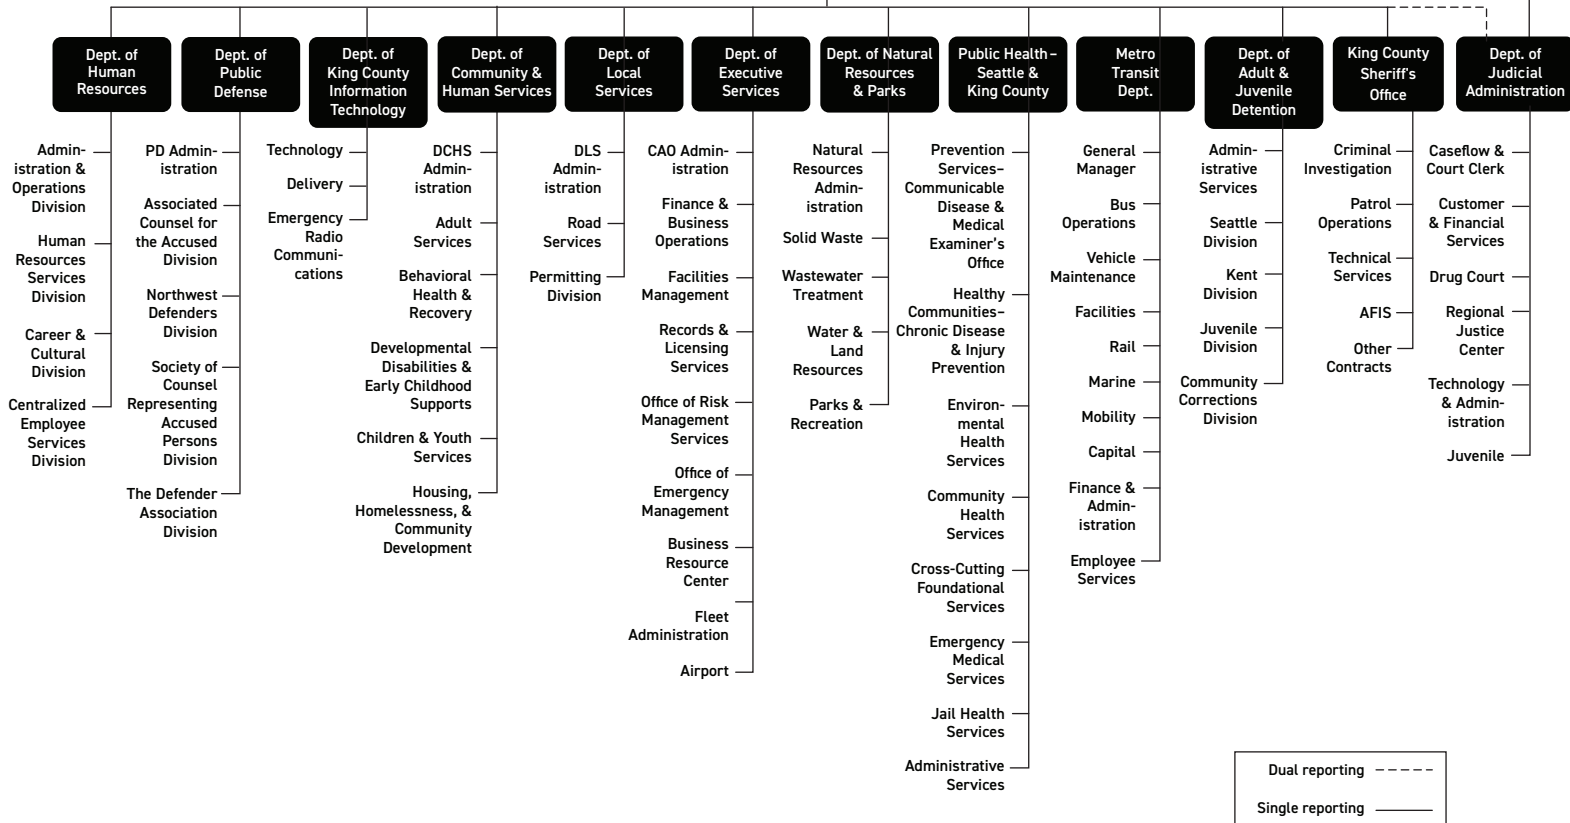 Dept. of
Human
Resources
Dept. of
Public
Defense
Dept. of
King County
Information
Technology
Dept. of
Community &
Human Services
Dept. of
Local
Services
Dept. of
Executive
Services
Dept. of Natural
Resources
& Parks
Public Health–
Seattle &
King County
Metro
Transit
Dept.
Dept. of
Adult &
Juvenile
Detention
King County
Sheriff's
Office
Dept. of
Judicial
Administration
Admin-
istration &
Operations
Division
Human
Resources
Services
Division
Career &
Cultural
Division
Centralized
Employee
Services
Division
PD Admin-
istration
Associated
Counsel for
the Accused
Division
Northwest
Defenders
Division
Society of
Counsel
Representing
Accused
Persons
Division
The Defender
Association
Division
Technology
Delivery
Emergency
Radio
Communi-
cations
DCHS
Admin-
istration
Adult
Services
Behavioral
Health &
Recovery
Developmental
Disabilities &
Early Childhood
Supports
Children & Youth
Services
Housing,
Homelessness, &
Community
Development
DLS
Admin-
istration
Road
Services
Permitting
Division
CAO Admin-
istration
Finance &
Business
Operations
Facilities
Management
Records &
Licensing
Services
Office of Risk
Management
Services
Office of
Emergency
Management
Business
Resource
Center
Fleet
Administration
Airport
Natural
Resources
Admin-
istration
Solid Waste
Wastewater
Treatment
Water &
Land
Resources
Parks &
Recreation
Prevention
Services–
Communicable
Disease &
Medical
Examiner's
Office
Healthy
Communities–
Chronic Disease
& Injury
Prevention
Environ-
mental
Health
Services
Community
Health
Services
Cross-Cutting
Foundational
Services
Emergency
Medical
Services
Jail Health
Services
Administrative
Services
General
Manager
Bus
Operations
Vehicle
Maintenance
Facilities
Rail
Marine
Mobility
Capital
Finance &
Admin-
istration
Employee
Services
Admin-
istrative
Services
Seattle
Division
Kent
Division
Juvenile
Division
Community
Corrections
Division
Criminal
Investigation
Patrol
Operations
Technical
Services
AFIS
Other
Contracts
Caseflow &
Court Clerk
Customer
& Financial
Services
Drug Court
Regional
Justice
Center
Technology
& Admin-
istration
Juvenile
Dual reporting
Single reporting